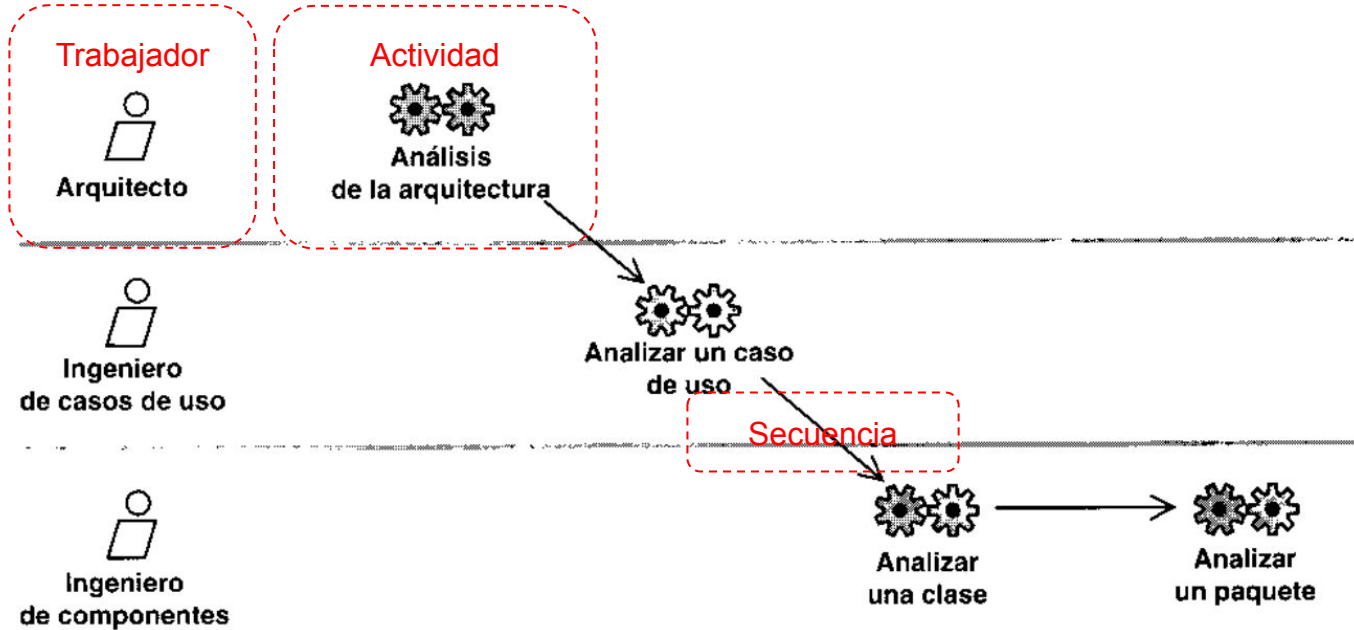 Trabajador
Actividad
Arquitecto
Análisis
de la arquitectura
Ingeniero
de casos de uso
Analizar un caso
de uso
Secuencia
Ingeniero
de componentes
Analizar
una clase
Analizar
un paquete